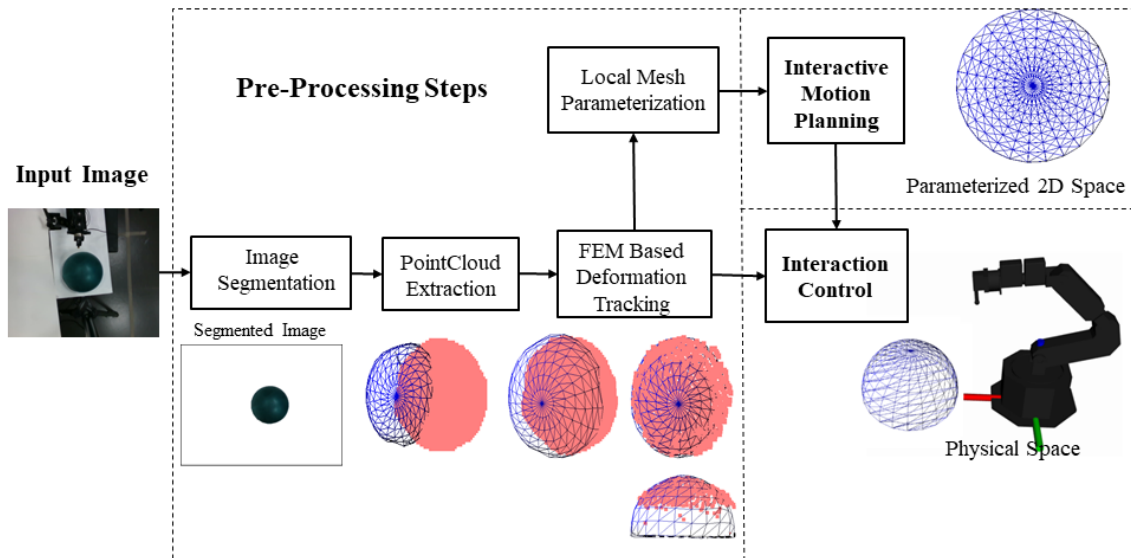 Pre-Processing Steps
Local Mesh
Parameterization
Interactive
Motion
Planning
Parameterized 2D Space
Input Image
Image
Segmentation
PointCloud
Extraction
FEM Based
Deformation
Tracking
Interaction
Control
Segmented Image
Physical Space